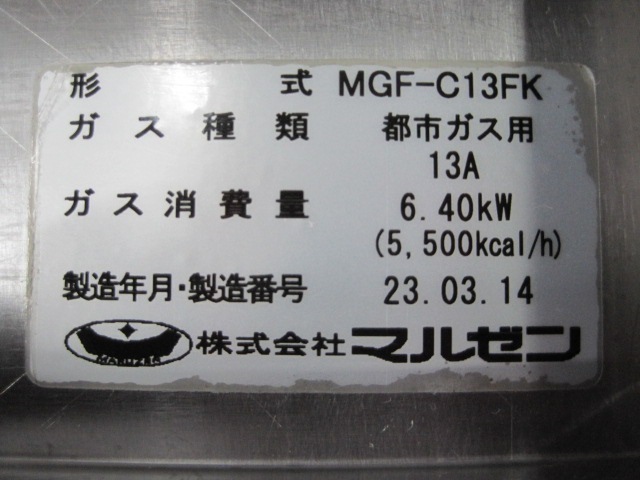 形 式 MGF-C13FK
ガス種類 都市ガス用
13A
ガス消費量 6.40kW
(5,500kcal/h)
製造年月・製造番号 23.03.14
MARUZEN 株式会社マルゼン